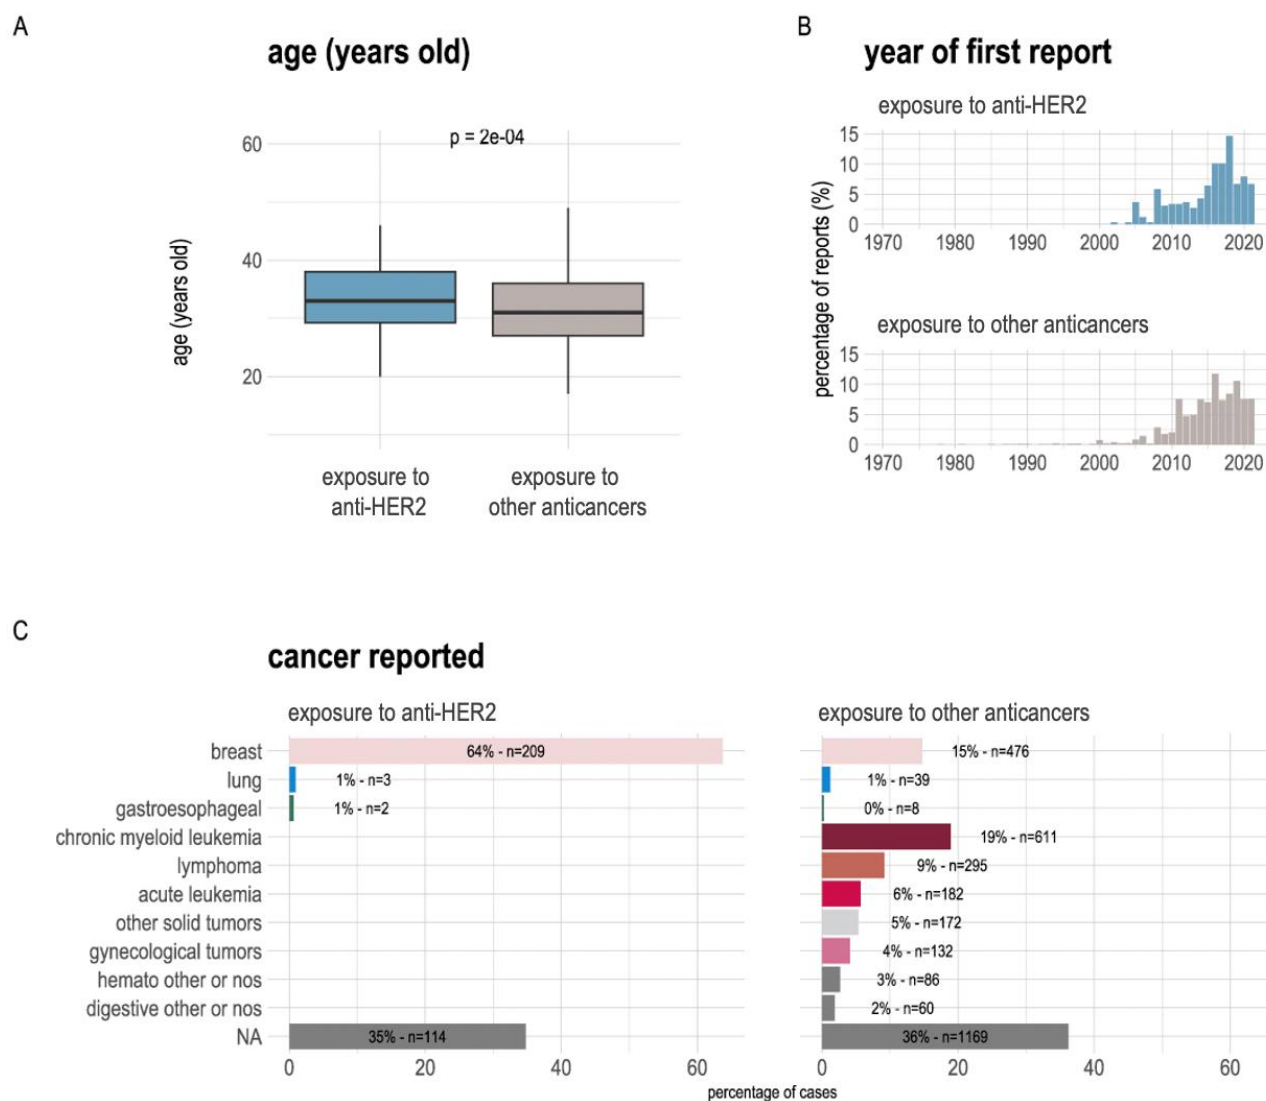 A
age (years old)
p = 2e-04
60
40
20
age (years old)
exposure to
anti-HER2
exposure to
other anticancers
B
year of first report
exposure to anti-HER2
15
10
5
0
1970 1980 1990 2000 2010 2020
percentage of reports (%)
exposure to other anticancers
15
10
5
0
1970 1980 1990 2000 2010 2020
C
cancer reported
exposure to anti-HER2
exposure to other anticancers
breast 64% - n=209 15% - n=476
lung 1% - n=3 1% - n=39
gastroesophageal 1% - n=2 0% - n=8
chronic myeloid leukemia 19% - n=611
lymphoma 9% - n=295
acute leukemia 6% - n=182
other solid tumors 5% - n=172
gynecological tumors 4% - n=132
hemato other or nos 3% - n=86
digestive other or nos 2% - n=60
NA 35% - n=114 36% - n=1169
0 20 40 60 0 20 40 60
percentage of cases